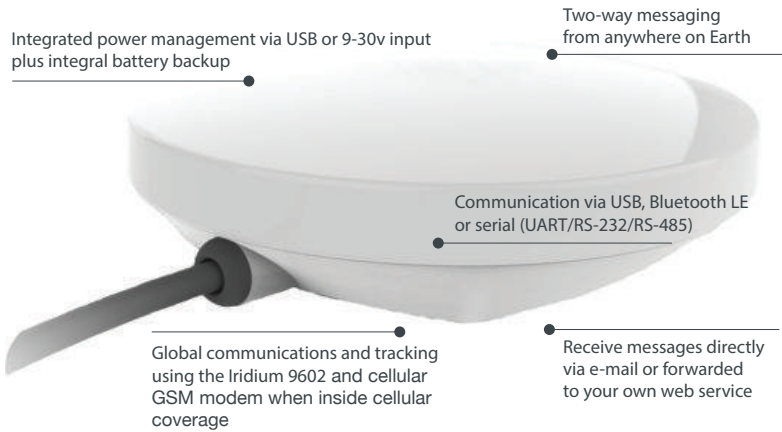 Integrated power management via USB or 9-30v input
plus integral battery backup
Two-way messaging
from anywhere on Earth
Communication via USB, Bluetooth LE
or serial (UART/RS-232/RS-485)
Global communications and tracking
using the Iridium 9602 and cellular
GSM modem when inside cellular
coverage
Receive messages directly
via e-mail or forwarded
to your own web service